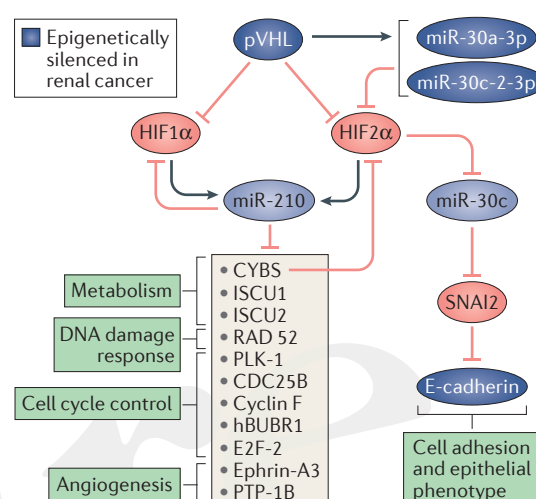 Epigenetically
silenced in
renal cancer
pVHL
miR-30a-3p
miR-30c-2-3p
HIF1α
HIF2α
miR-210
miR-30c
SNAI2
E-cadherin
Cell adhesion
and epithelial
phenotype
Metabolism
• CYBS
• ISCU1
• ISCU2
DNA damage
response
• RAD 52
Cell cycle control
• PLK-1
• CDC25B
• Cyclin F
• hBUBR1
• E2F-2
Angiogenesis
• Ephrin-A3
• PTP-1B